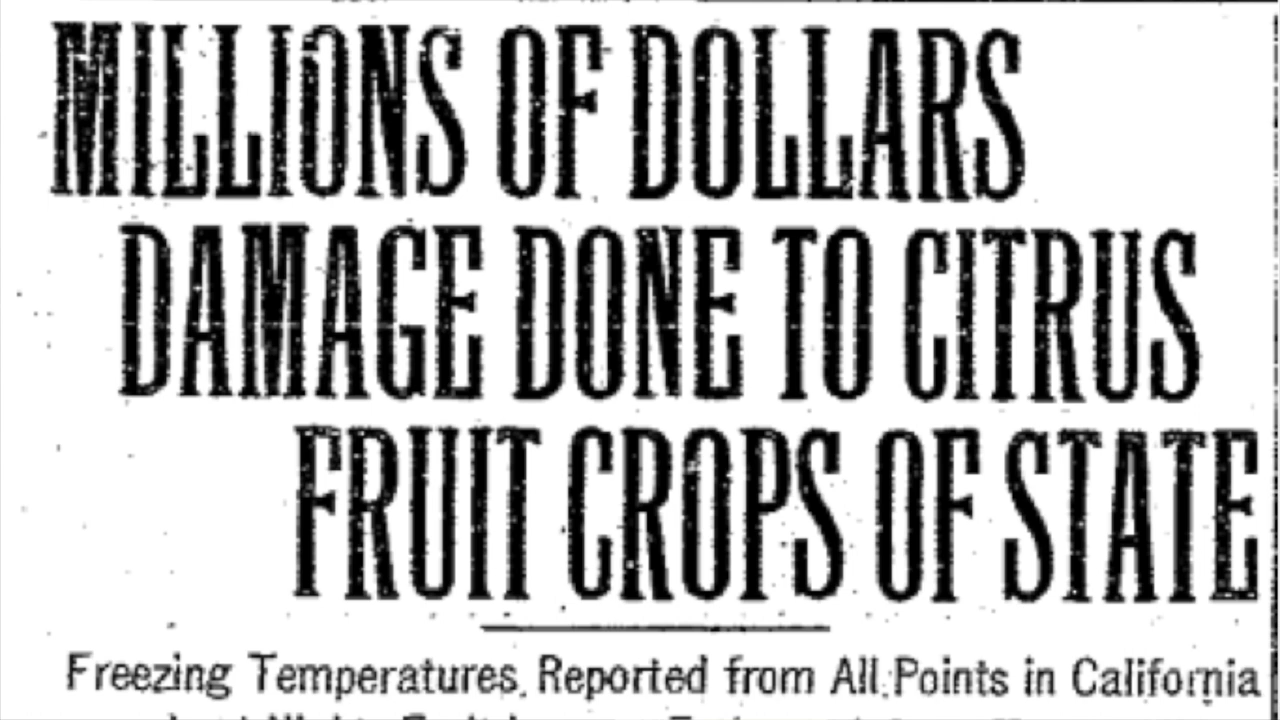 MILLIONS OF DOLLARS
DAMAGE DONE TO CITRUS
FRUIT CROPS OF STATE
Freezing Temperatures Reported from All Points in California